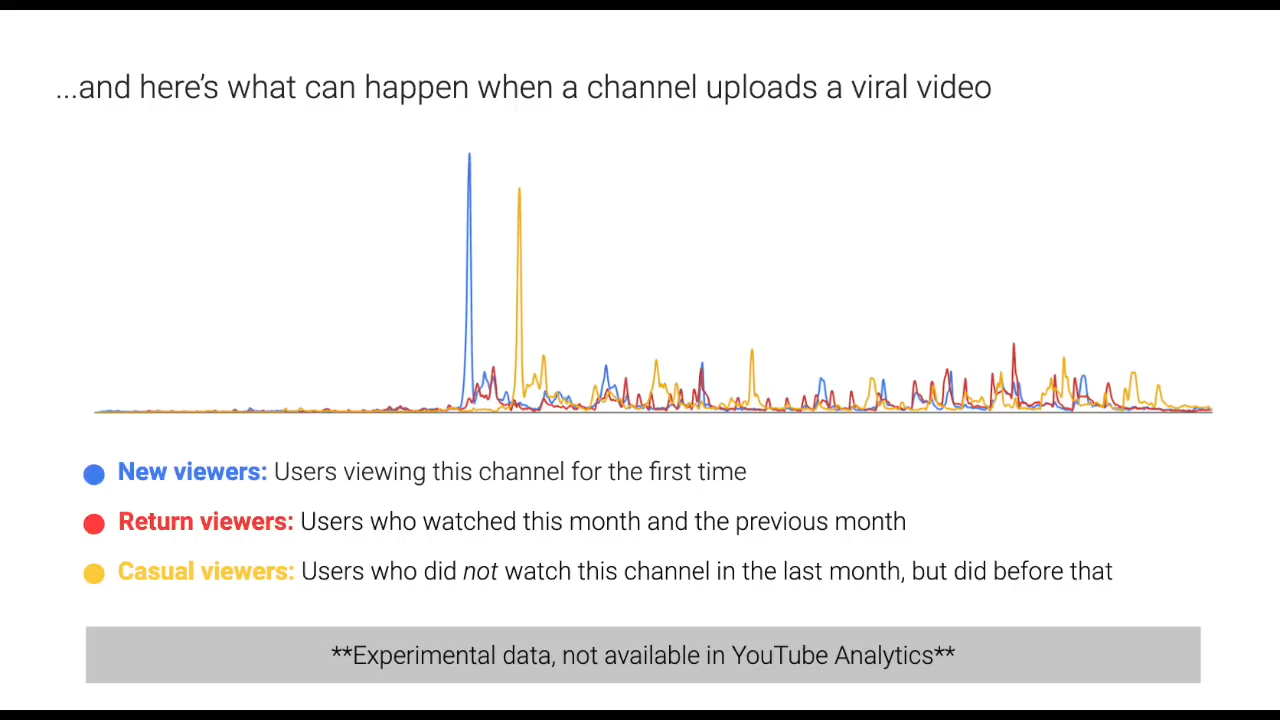 ...and here’s what can happen when a channel uploads a viral video
New viewers: Users viewing this channel for the first time
Return viewers: Users who watched this month and the previous month
Casual viewers: Users who did not watch this channel in the last month, but did before that
**Experimental data, not available in YouTube Analytics**